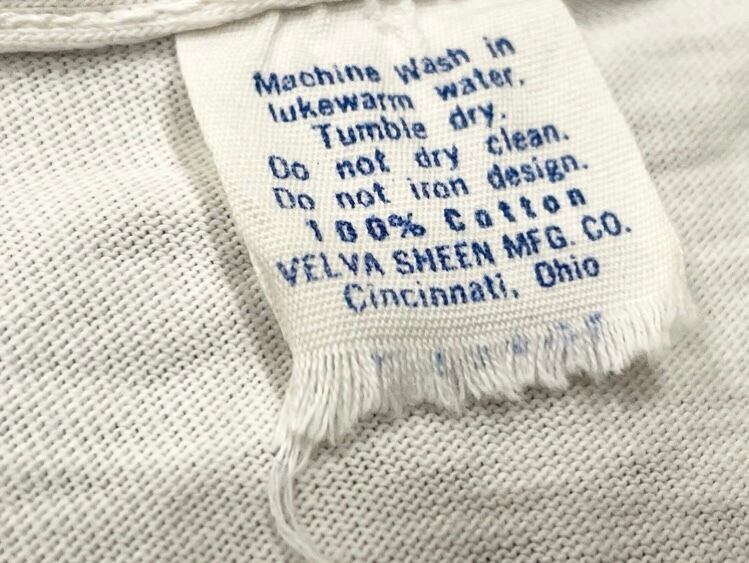 Machine Wash in
lukewarm water.
Tumble dry.
Do not dry clean.
Do not iron design.
100% Cotton
VELVA SHEEN MFG. CO.
Cincinnati, Ohio